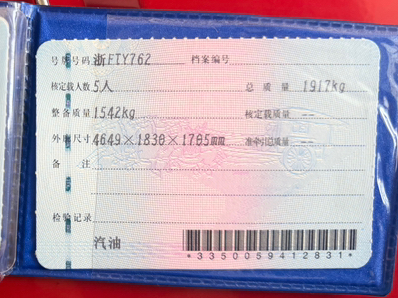 号牌号码 浙FTY762 档案编号
核定载人数 5人 总质量 1917kg
整备质量 1542kg 核定载质量 --
外廓尺寸 4649×1830×1705mm 准牵引总质量 --
备注
检验记录
汽油
*3350059412831*